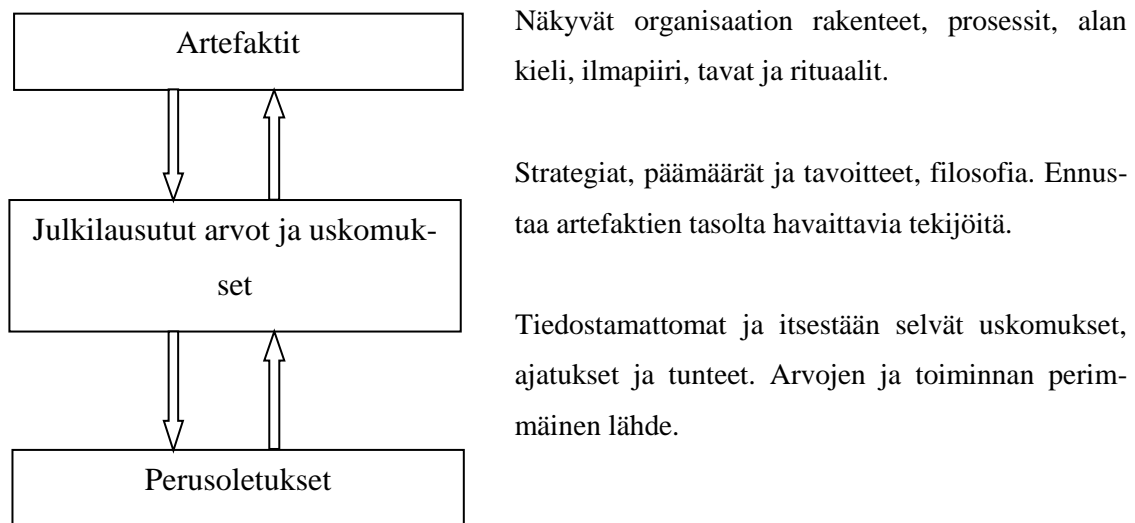 Artefaktit
Näkyvät organisaation rakenteet, prosessit, alan
kieli, ilmapiiri, tavat ja rituaalit.
Julkilausutut arvot ja uskomuk-
set
Strategiat, päämäärät ja tavoitteet, filosofia. Ennus-
taa artefaktien tasolta havaittavia tekijöitä.
Perusoletukset
Tiedostamattomat ja itsestään selvät uskomukset,
ajatukset ja tunteet. Arvojen ja toiminnan perim-
mäinen lähde.